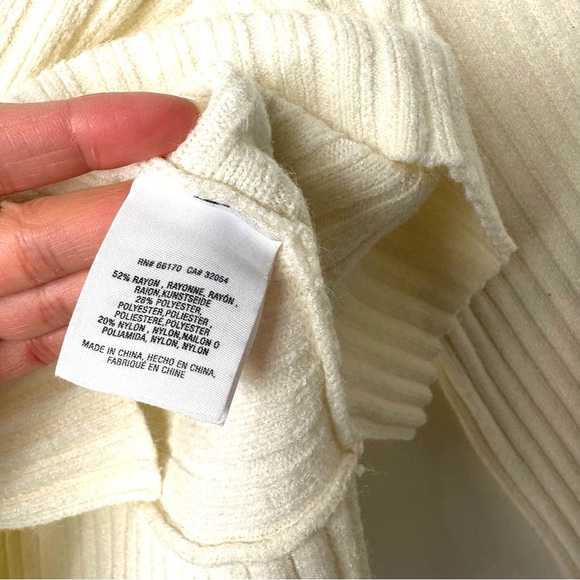 RN# 66170 CA# 32054
52% RAYON , RAYONNE, RAYÓN ,
RAION,KUNSTSEIDE
28% POLYESTER,
POLYESTER,POLIESTER ,
POLIESTERE,POLYESTER
20% NYLON , NYLON,NAILON O
POLIAMIDA, NYLON, NYLON
MADE IN CHINA, HECHO EN CHINA,
FABRIQUÉ EN CHINE